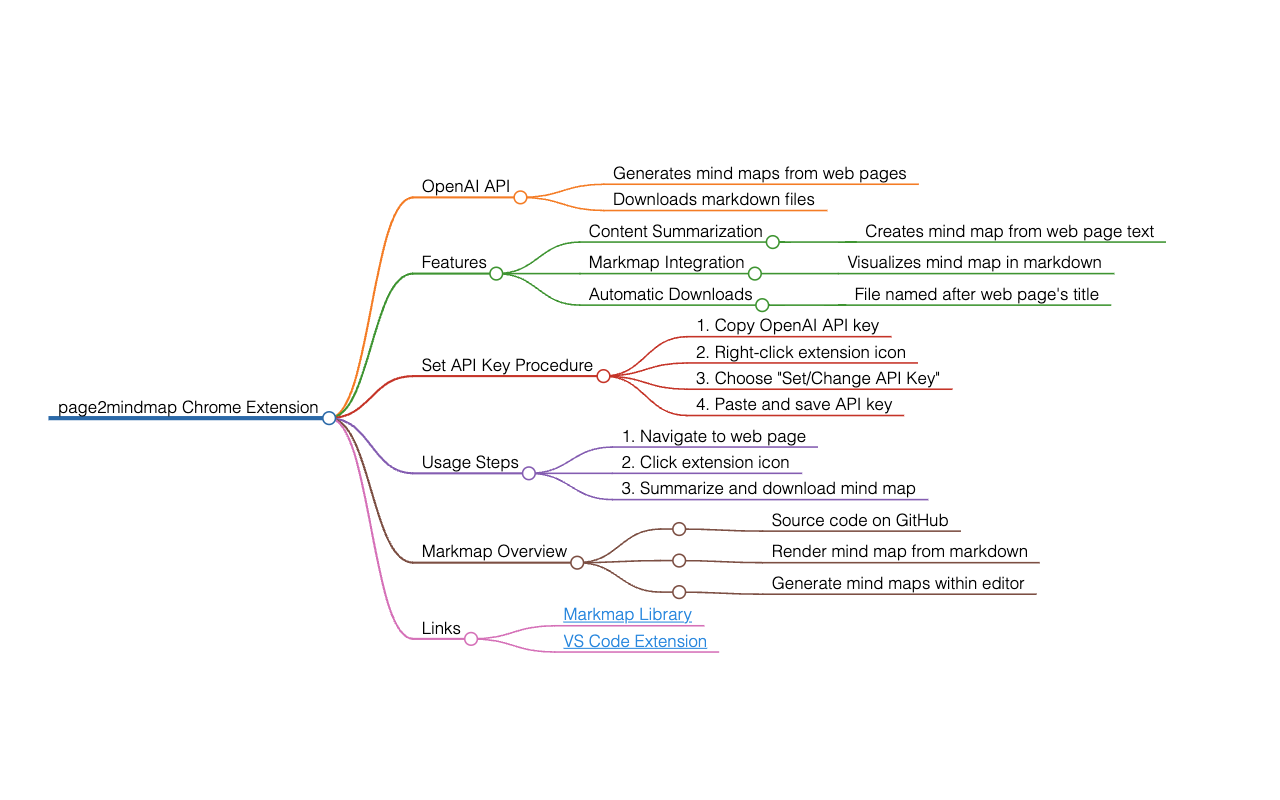 page2mindmap Chrome Extension
OpenAI API
Generates mind maps from web pages
Downloads markdown files
Features
Content Summarization
Creates mind map from web page text
Markmap Integration
Visualizes mind map in markdown
Automatic Downloads
File named after web page's title
Set API Key Procedure
1. Copy OpenAI API key
2. Right-click extension icon
3. Choose "Set/Change API Key"
4. Paste and save API key
Usage Steps
1. Navigate to web page
2. Click extension icon
3. Summarize and download mind map
Markmap Overview
Source code on GitHub
Render mind map from markdown
Generate mind maps within editor
Links
Markmap Library
VS Code Extension